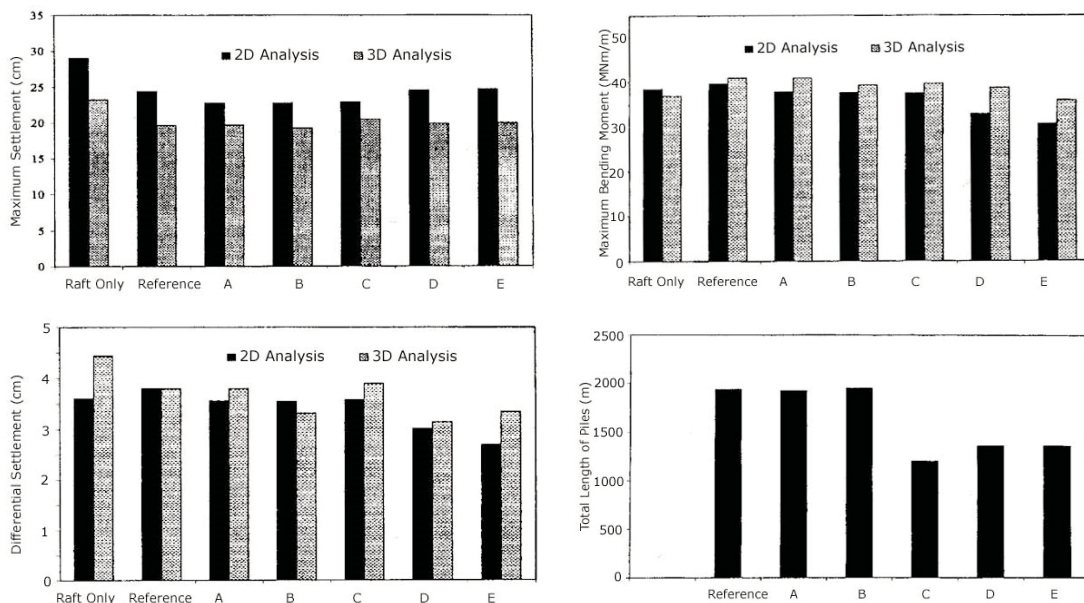 35
30
25
20
15
10
5
0
Maximum Settlement (cm)
2D Analysis 3D Analysis
Raft Only Reference A B C D E
50
40
30
20
10
0
Maximum Bending Moment (MNm/m)
2D Analysis 3D Analysis
Raft Only Reference A B C D E
5
4
3
2
1
0
Differential Settlement (cm)
2D Analysis 3D Analysis
Raft Only Reference A B C D E
2500
2000
1500
1000
500
0
Total Length of Piles (m)
Reference A B C D E